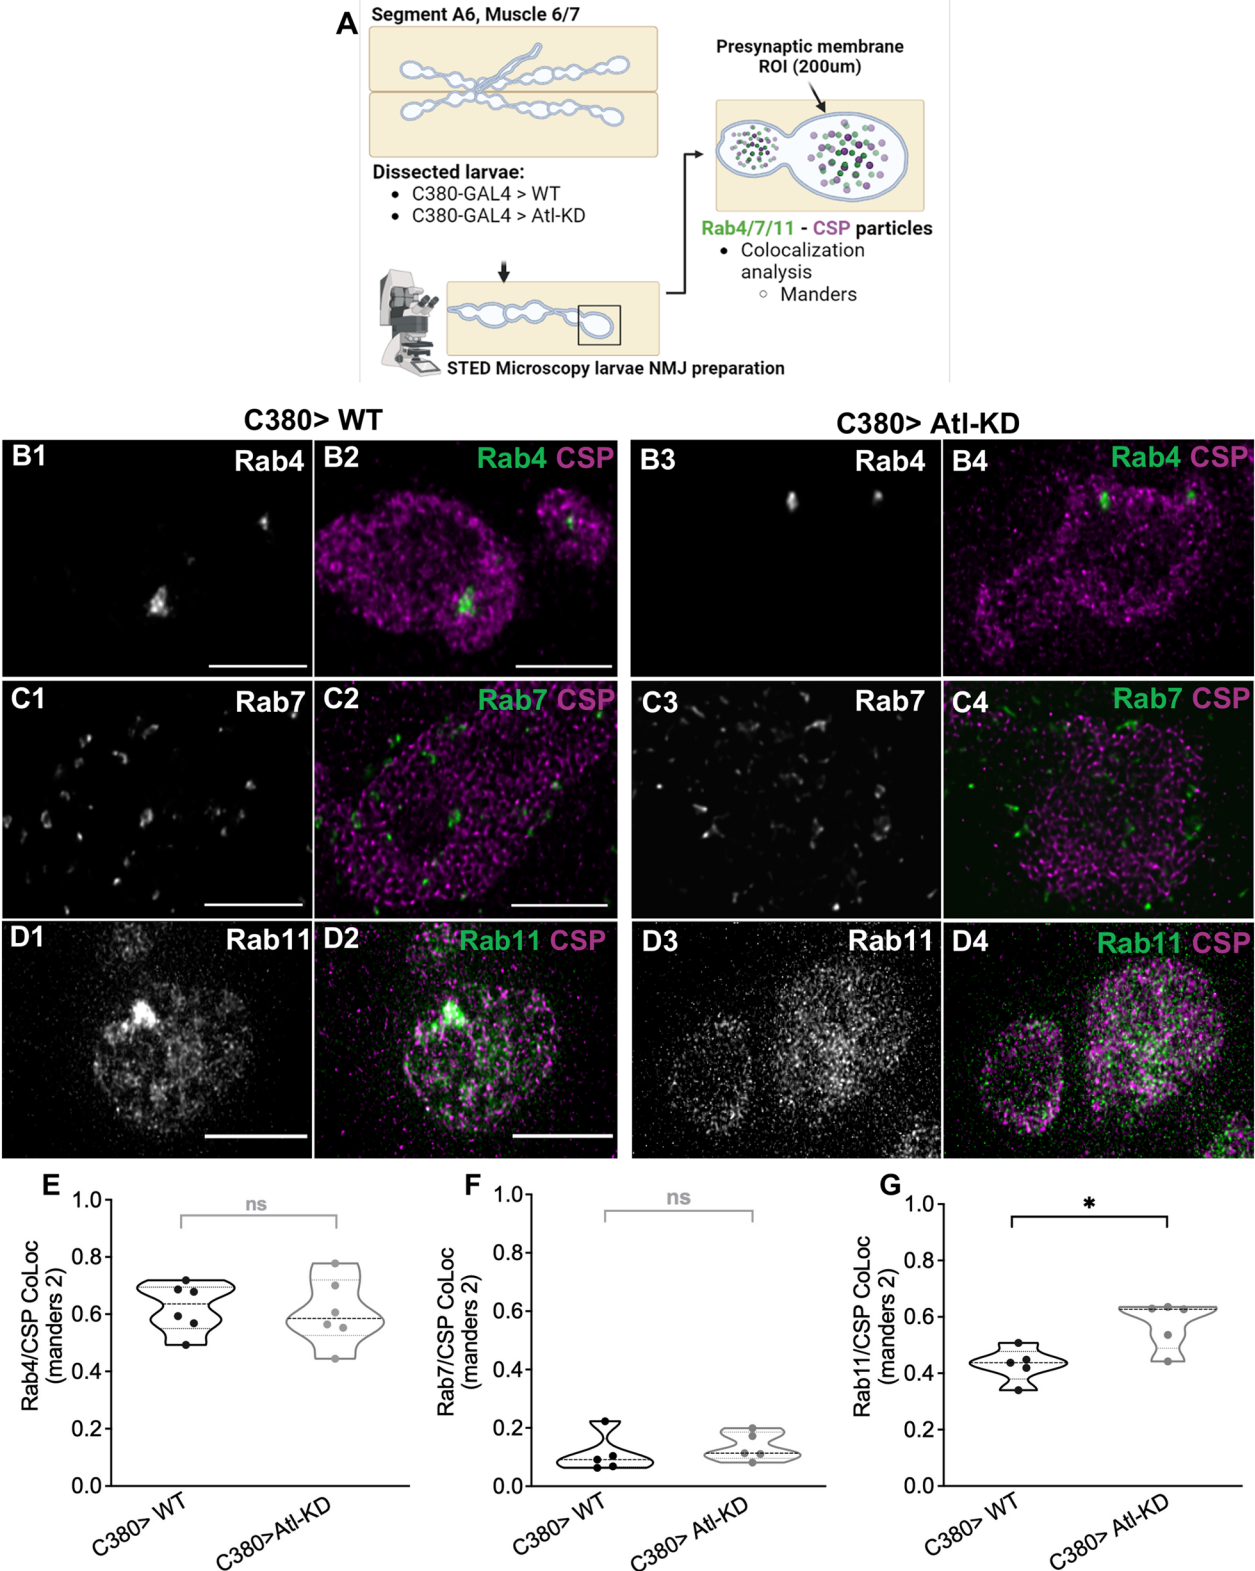 A
Segment A6, Muscle 6/7
Dissected larvae:
• C380-GAL4 > WT
• C380-GAL4 > Atl-KD
STED Microscopy larvae NMJ preparation
Presynaptic membrane
ROI (200um)
Rab4/7/11 - CSP particles
• Colocalization
analysis
○ Manders
C380> WT
C380> Atl-KD
B1
Rab4
B2
Rab4 CSP
B3
Rab4
B4
Rab4 CSP
C1
Rab7
C2
Rab7 CSP
C3
Rab7
C4
Rab7 CSP
D1
Rab11
D2
Rab11 CSP
D3
Rab11
D4
Rab11 CSP
E
Rab4/CSP CoLoc
(manders 2)
1.0
0.8
0.6
0.4
0.2
0.0
ns
C380> WT
C380>Atl-KD
F
Rab7/CSP CoLoc
(manders 2)
1.0
0.8
0.6
0.4
0.2
0.0
ns
C380> WT
C380> Atl-KD
G
Rab11/CSP CoLoc
(manders 2)
1.0
0.8
0.6
0.4
0.2
0.0
*
C380> WT
C380> Atl-KD